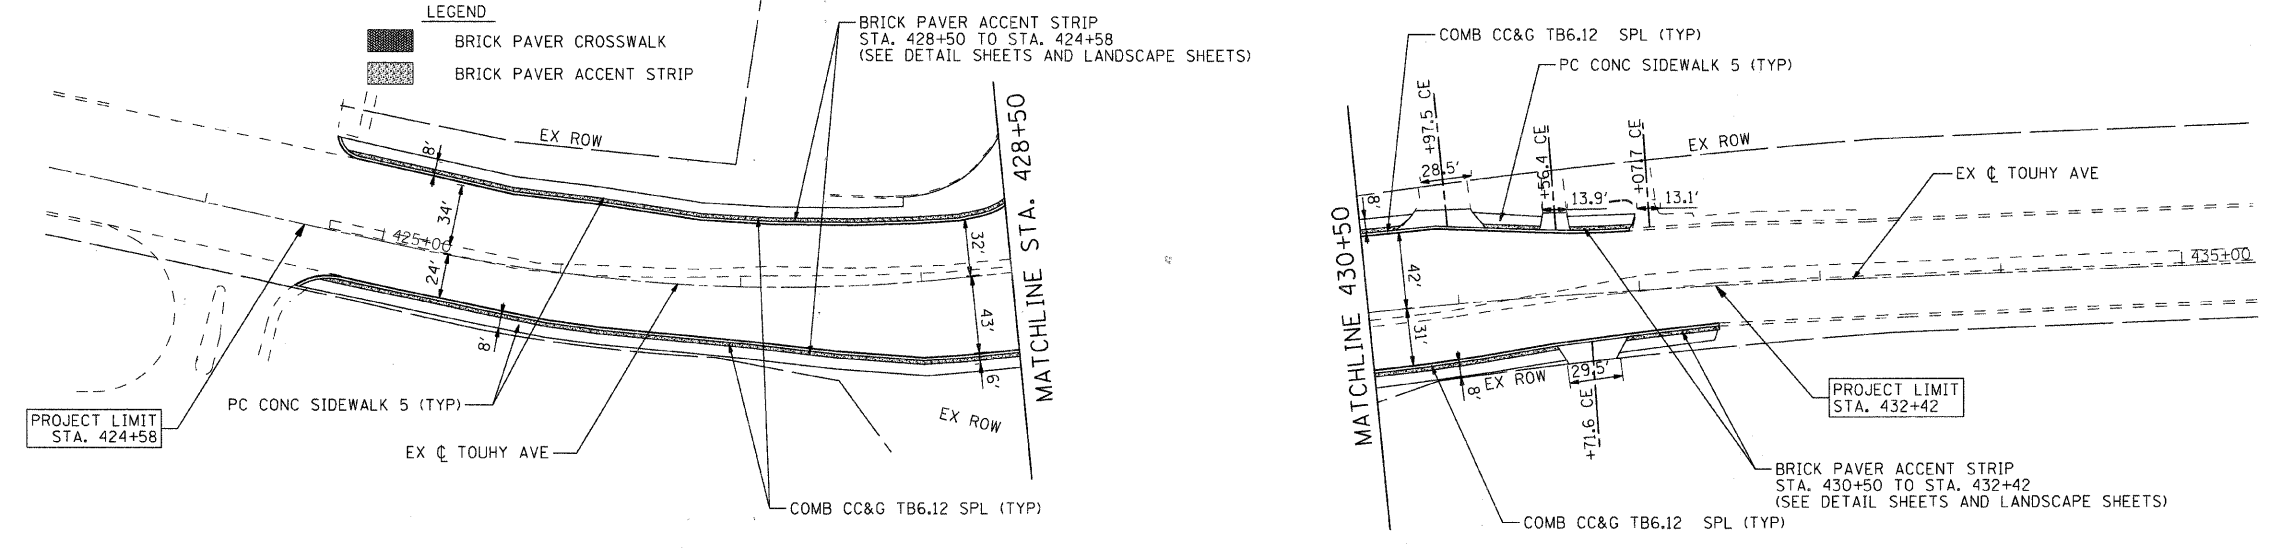 LEGEND
BRICK PAVER CROSSWALK
BRICK PAVER ACCENT STRIP
BRICK PAVER ACCENT STRIP
STA. 428+50 TO STA. 424+58
(SEE DETAIL SHEETS AND LANDSCAPE SHEETS)
EX ROW
8'
34'
425+00
24'
8'
32'
43'
6'
MATCHLINE STA. 428+50
PC CONC SIDEWALK 5 (TYP)
PROJECT LIMIT
STA. 424+58
EX ℄ TOUHY AVE
EX ROW
COMB CC&G TB6.12 SPL (TYP)
COMB CC&G TB6.12 SPL (TYP)
PC CONC SIDEWALK 5 (TYP)
+97.5 CE
+56.4 CE
+07.7 CE
EX ROW
28.5'
13.9'
13.1'
8'
EX ℄ TOUHY AVE
MATCHLINE 430+50
42'
31'
435+00
EX ROW
8'
29.5'
+71.6 CE
PROJECT LIMIT
STA. 432+42
BRICK PAVER ACCENT STRIP
STA. 430+50 TO STA. 432+42
(SEE DETAIL SHEETS AND LANDSCAPE SHEETS)
COMB CC&G TB6.12 SPL (TYP)